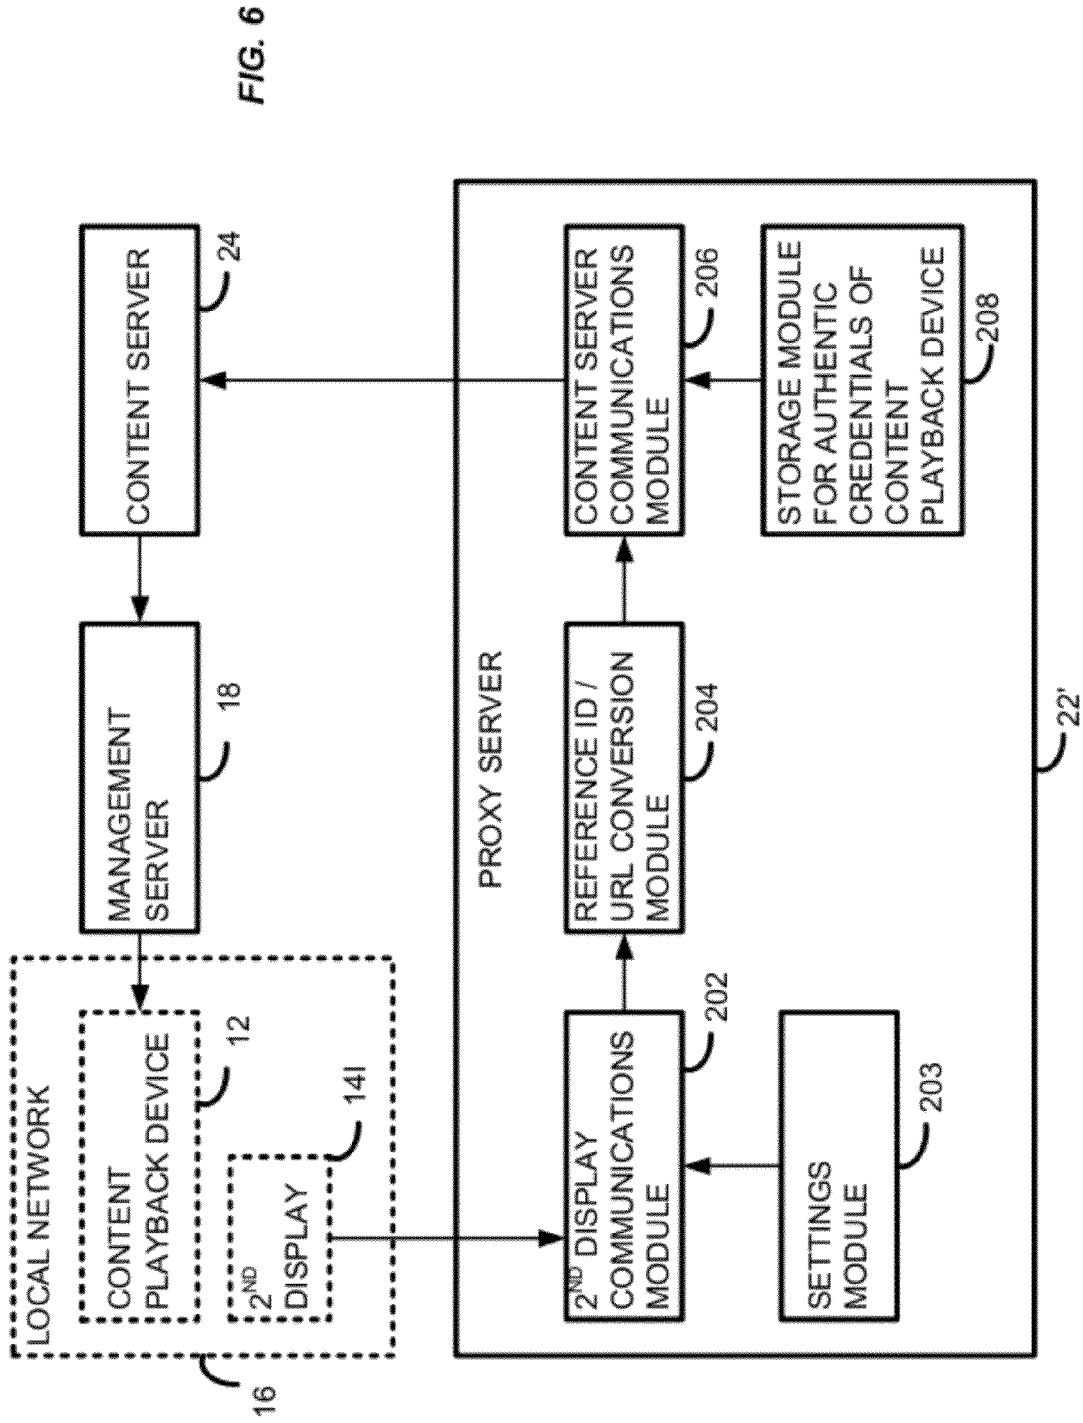 LOCAL NETWORK
16
CONTENT
PLAYBACK DEVICE
12
2ND
DISPLAY
14I
MANAGEMENT
SERVER
18
CONTENT SERVER
24
PROXY SERVER
2ND DISPLAY
COMMUNICATIONS
MODULE
202
REFERENCE ID /
URL CONVERSION
MODULE
204
CONTENT SERVER
COMMUNICATIONS
MODULE
206
SETTINGS
MODULE
203
STORAGE MODULE
FOR AUTHENTIC
CREDENTIALS OF
CONTENT
PLAYBACK DEVICE
208
22'
FIG. 6